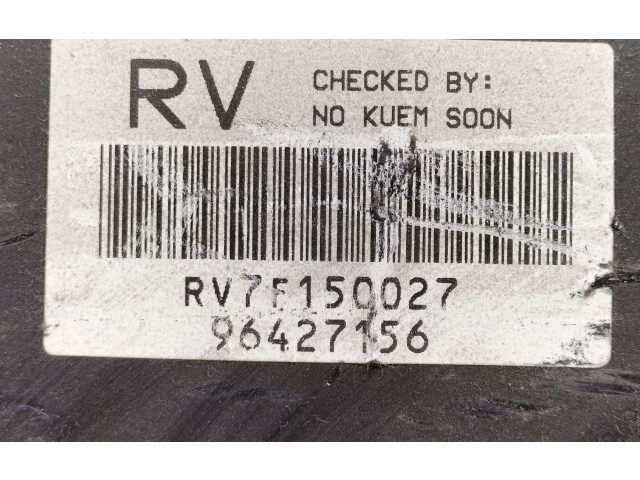 RV
CHECKED BY:
NO KUEM SOON
RV7F150027
96427156